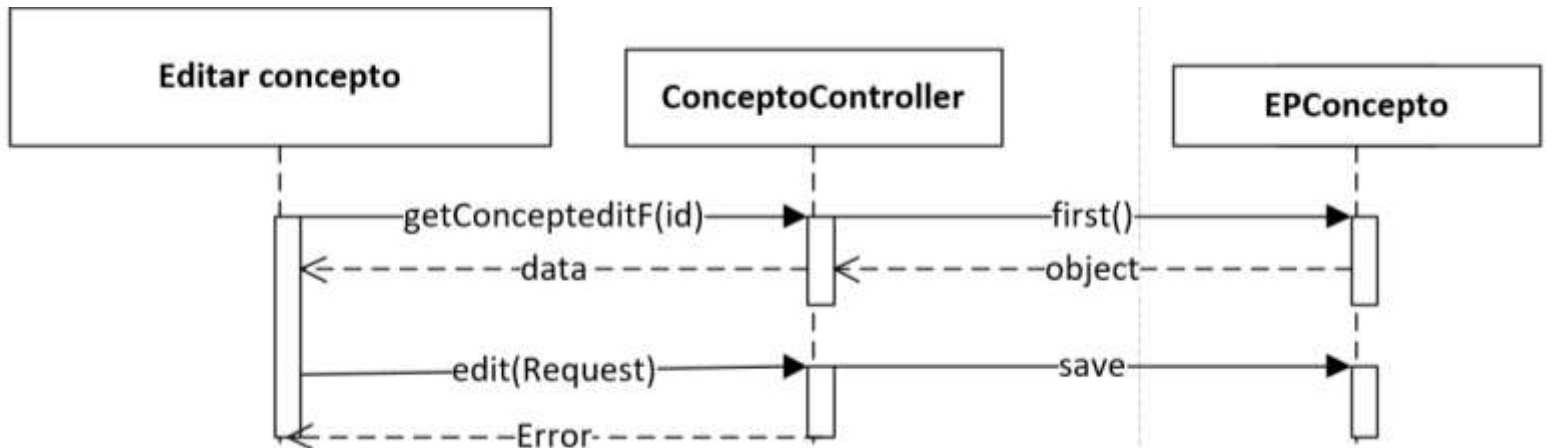 Editar concepto
ConceptoController
EPConcepto
getConcepteditF(id)
first()
data
object
edit(Request)
save
Error